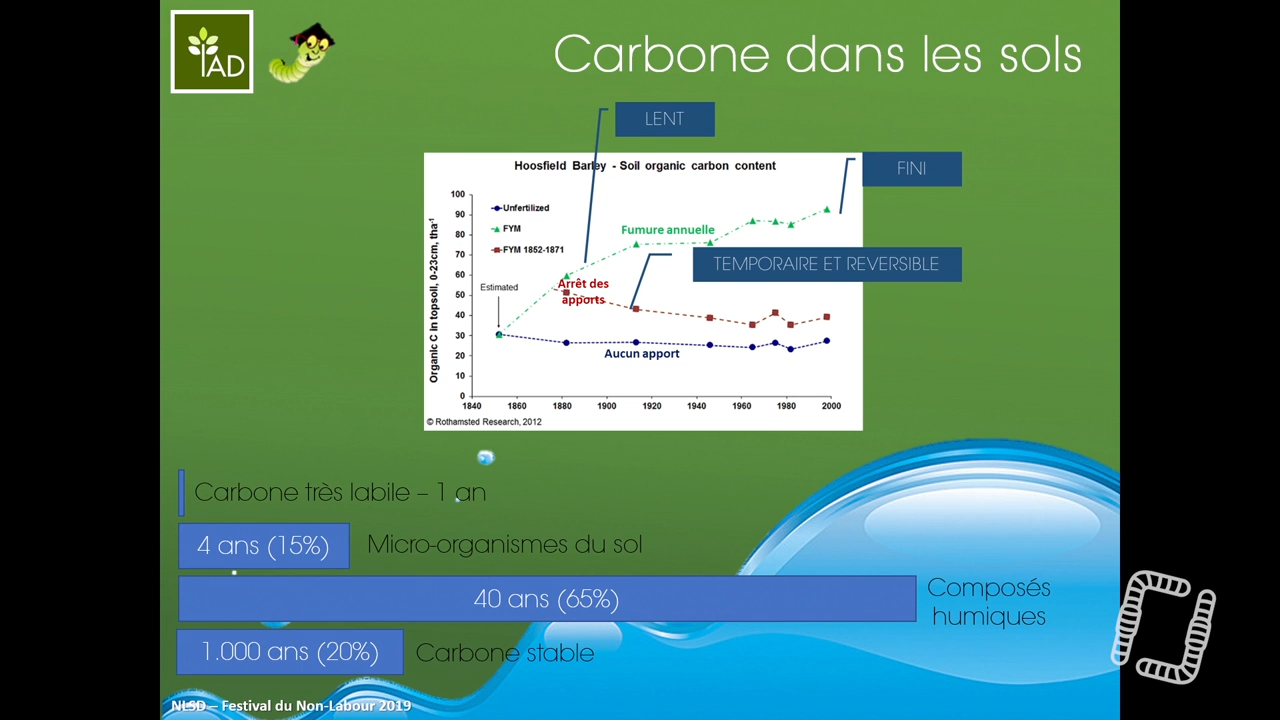 IAD
Carbone dans les sols
LENT
FINI
TEMPORAIRE ET REVERSIBLE
Hoosfield Barley - Soil organic carbon content
Organic C in topsoil, 0-23cm, tha-1
100
90
80
70
60
50
40
30
20
10
0
Unfertilized
FYM
FYM 1852-1871
Estimated
Fumure annuelle
Arrêt des
apports
Aucun apport
1840 1860 1880 1900 1920 1940 1960 1980 2000
© Rothamsted Research, 2012
Carbone très labile – 1 an
4 ans (15%) Micro-organismes du sol
40 ans (65%) Composés
humiques
1.000 ans (20%) Carbone stable
NLSD – Festival du Non-Labour 2019